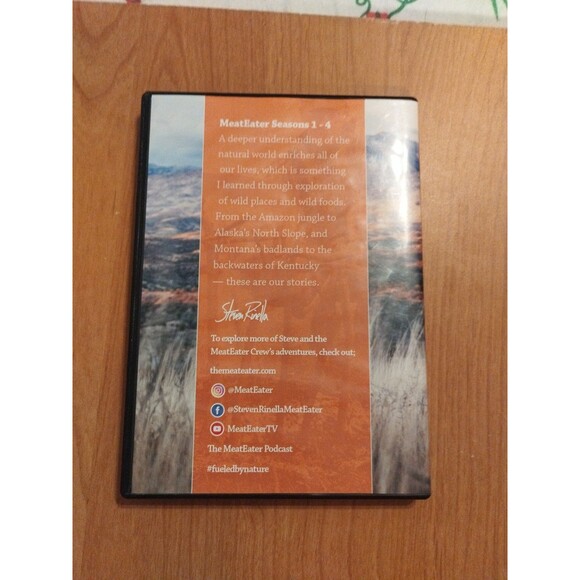 MeatEater Seasons 1 - 4
A deeper understanding of the
natural world enriches all of
our lives, which is something
I learned through exploration
of wild places and wild foods.
From the Amazon jungle to
Alaska's North Slope, and
Montana's badlands to the
backwaters of Kentucky
— these are our stories.
Steven Rinella
To explore more of Steve and the
MeatEater Crew's adventures, check out;
themeateater.com
@MeatEater
@StevenRinellaMeatEater
MeatEaterTV
The MeatEater Podcast
#fueledbynature